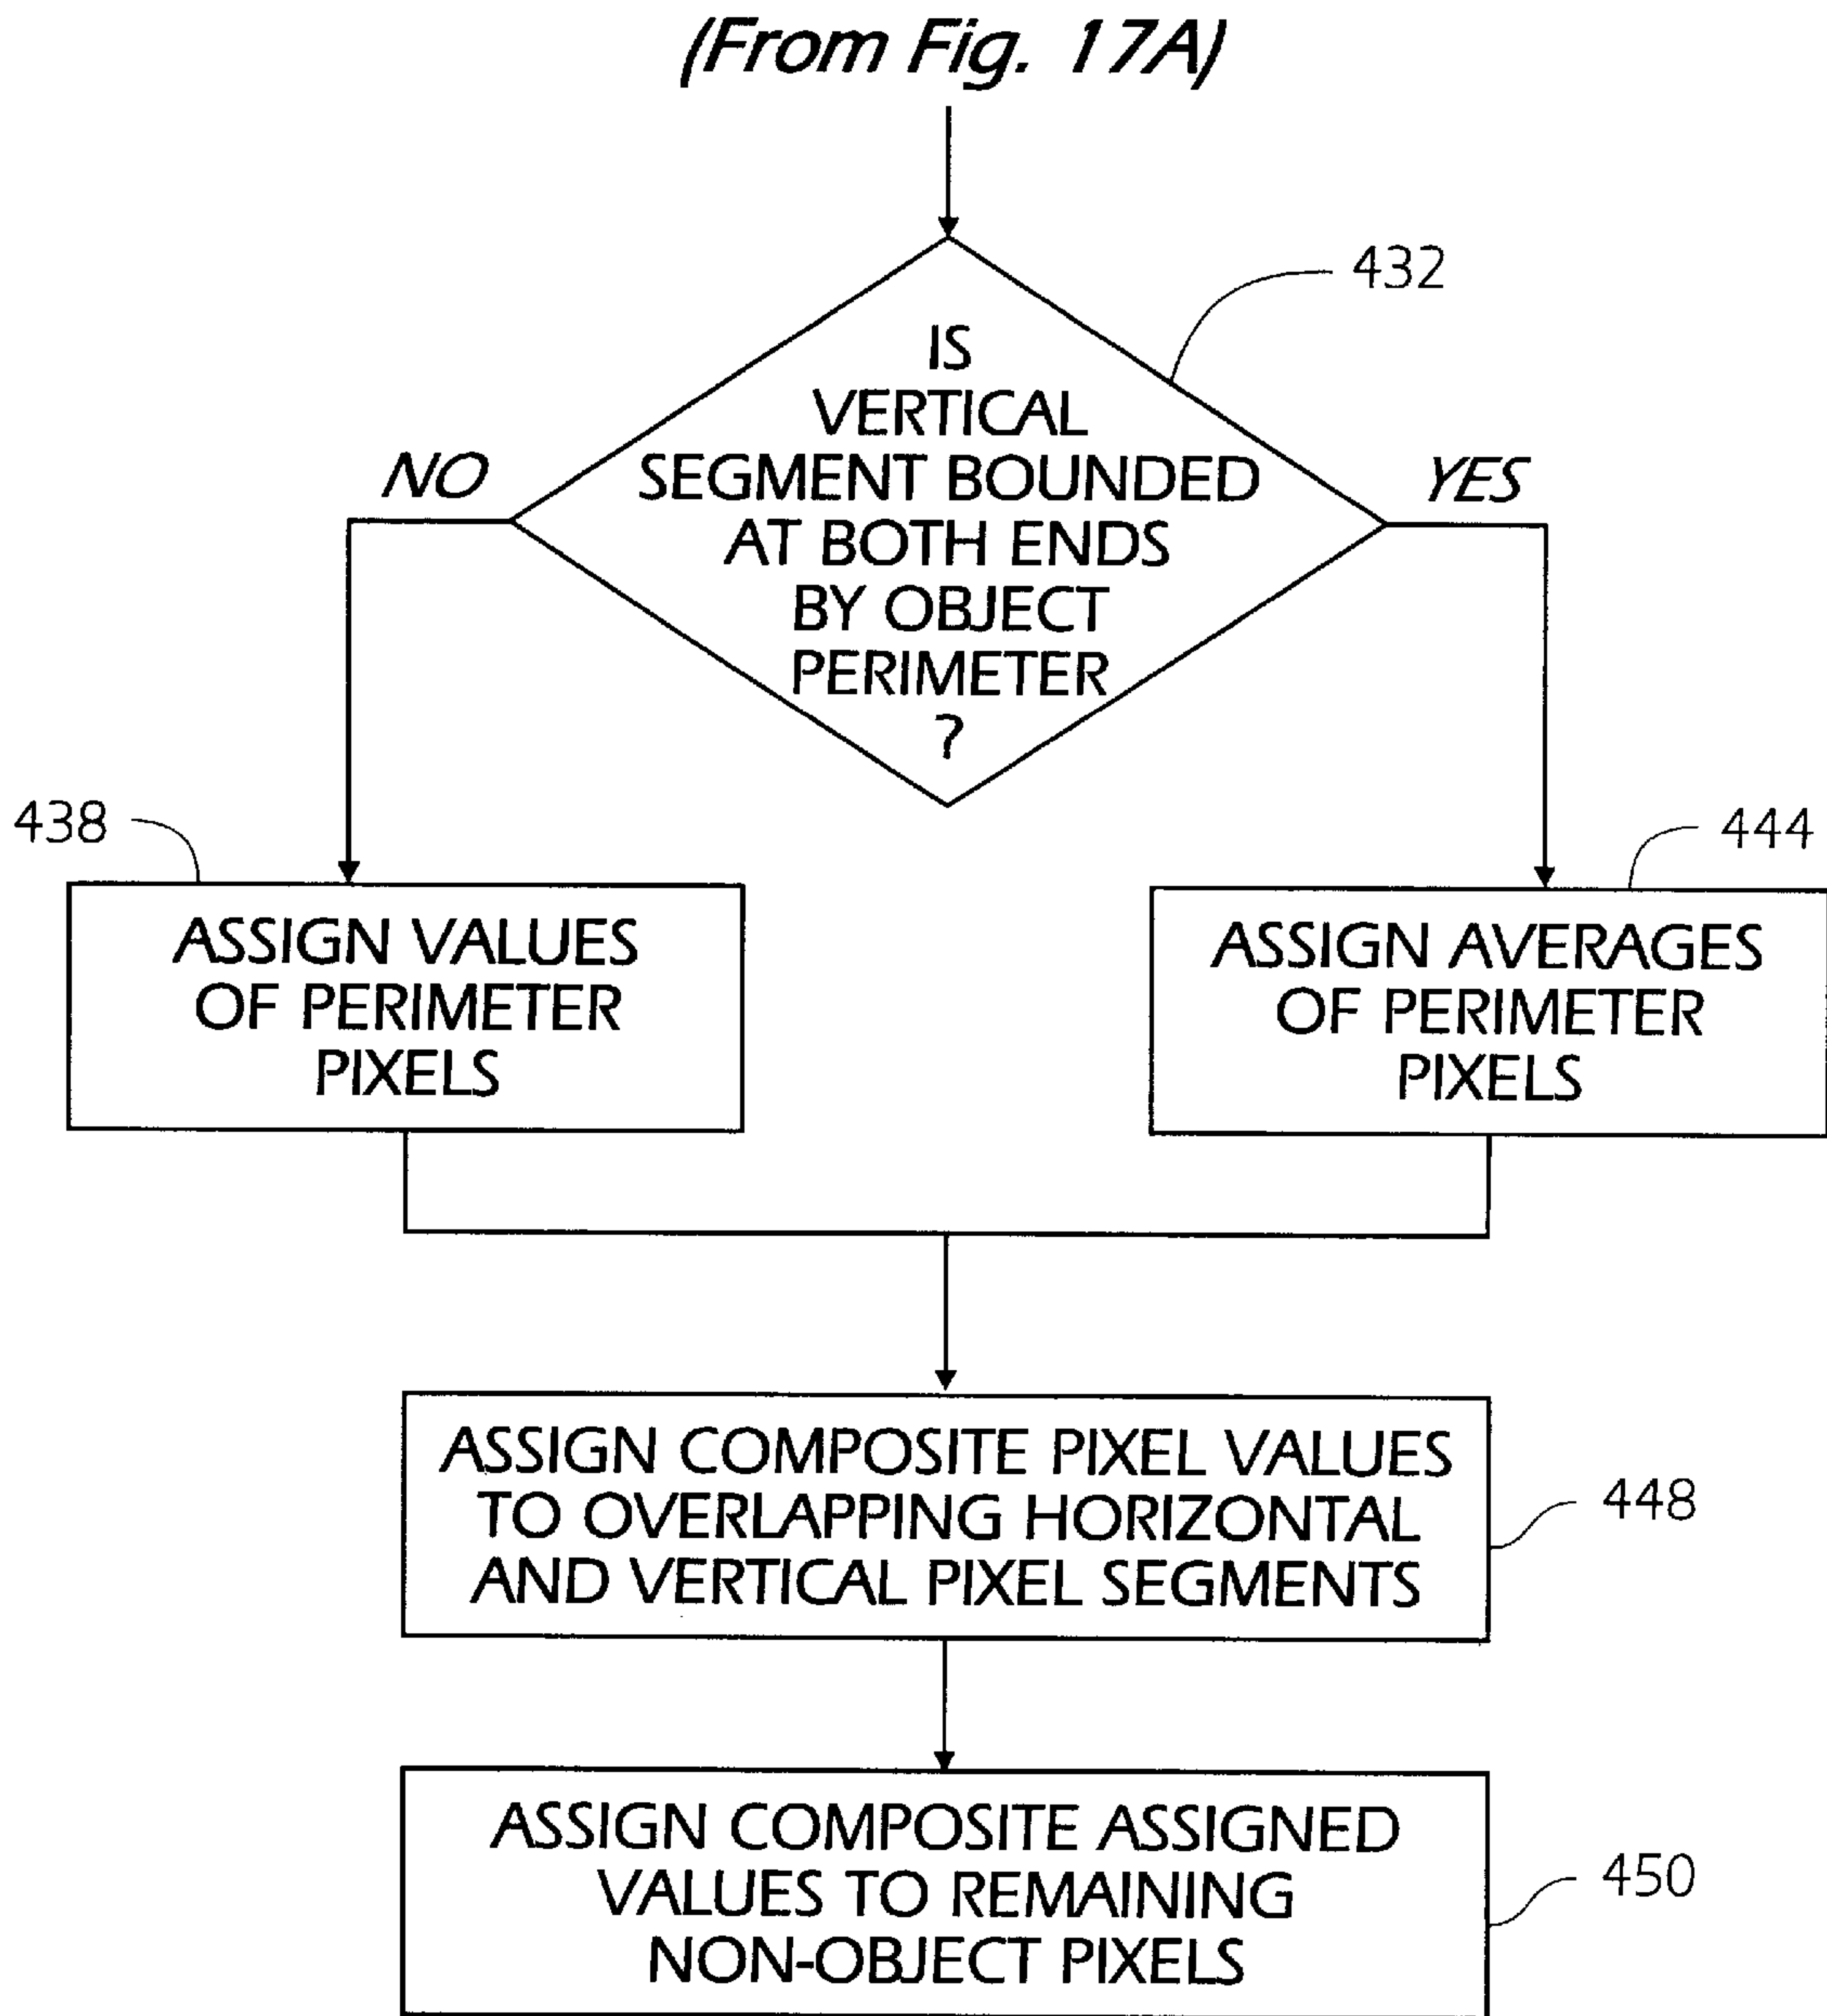 (From Fig. 17A)
432
IS
VERTICAL
SEGMENT BOUNDED
AT BOTH ENDS
BY OBJECT
PERIMETER
?
NO
YES
438
ASSIGN VALUES
OF PERIMETER
PIXELS
444
ASSIGN AVERAGES
OF PERIMETER
PIXELS
ASSIGN COMPOSITE PIXEL VALUES
TO OVERLAPPING HORIZONTAL
AND VERTICAL PIXEL SEGMENTS
448
ASSIGN COMPOSITE ASSIGNED
VALUES TO REMAINING
NON-OBJECT PIXELS
450